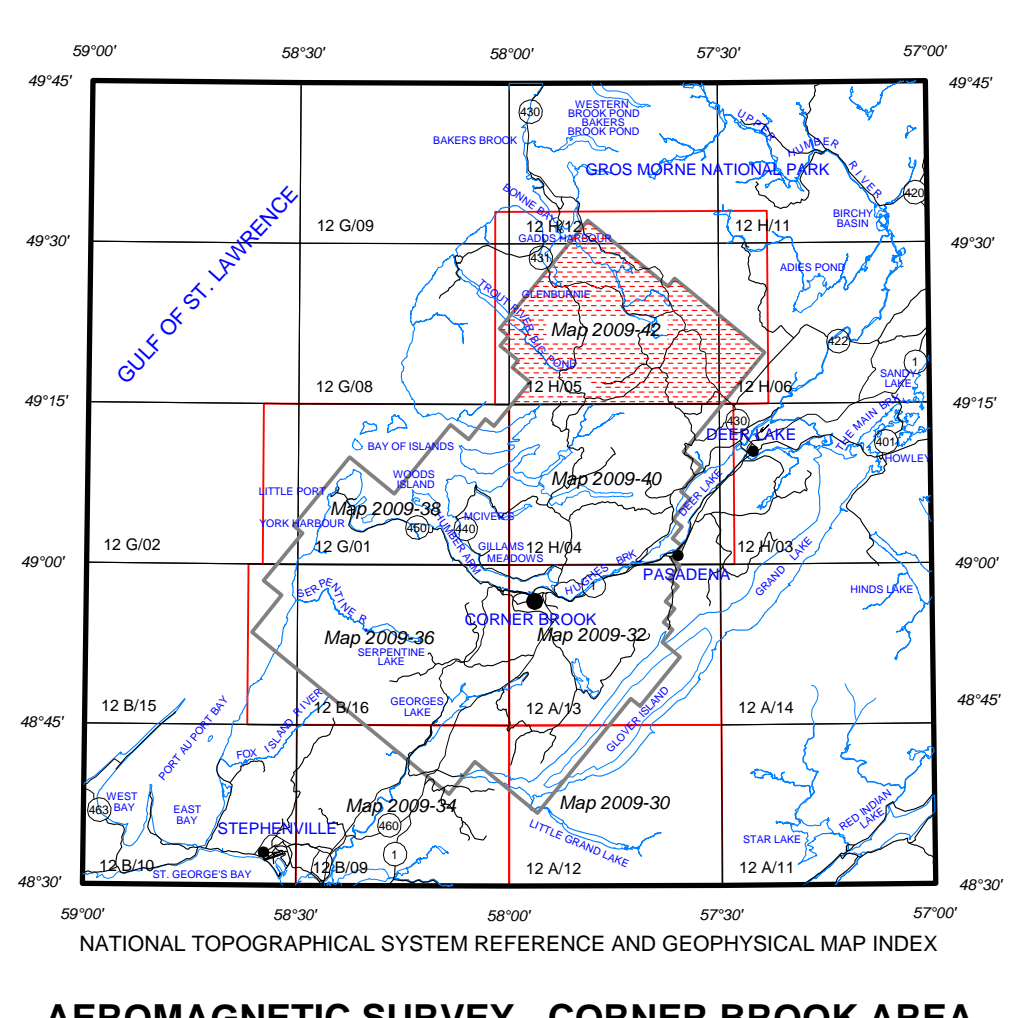 59°00'
58°30'
58°00'
57°30'
57°00'
49°45'
49°45'
430
WESTERN
BROOK POND
BAKERS
BROOK POND
UPPER HUMBER RIVER
BAKERS BROOK
GROS MORNE NATIONAL PARK
420
BONNE BAY
BIRCHY
BASIN
12 G/09
12 H/12
12 H/11
GADDS HARBOUR
49°30'
49°30'
431
ADIES POND
GULF OF ST. LAWRENCE
TROUT RIVER BIG POND
GLENBURNIE
Map 2009-42
422
1
SANDY
LAKE
12 G/08
12 H/05
12 H/06
49°15'
49°15'
430
THE MAIN BRK
DEER LAKE
401
BAY OF ISLANDS
HOWLEY
WOODS
ISLAND
Map 2009-40
LITTLE PORT
DEER LAKE
Map 2009-38
MCIVER'S
YORK HARBOUR
450
440
HUMBER ARM
12 G/02
12 G/01
GILLAMS
MEADOWS
12 H/04
12 H/03
GRAND LAKE
49°00'
49°00'
HUGHES BRK
PASADENA
1
SERPENTINE R
HINDS LAKE
CORNER BROOK
Map 2009-36
Map 2009-32
SERPENTINE
LAKE
12 B/15
12 B/16
GEORGES
LAKE
12 A/13
12 A/14
48°45'
48°45'
PORT AU PORT BAY
FOX ISLAND RIVER
GLOVER ISLAND
WEST
BAY
463
EAST
BAY
Map 2009-34
Map 2009-30
RED INDIAN
LAKE
STEPHENVILLE
460
LITTLE GRAND LAKE
STAR LAKE
1
12 B/10
12 B/09
12 A/12
12 A/11
ST. GEORGE'S BAY
48°30'
48°30'
59°00'
58°30'
58°00'
57°30'
57°00'
NATIONAL TOPOGRAPHICAL SYSTEM REFERENCE AND GEOPHYSICAL MAP INDEX
AEROMAGNETIC SURVEY - CORNER BROOK AREA